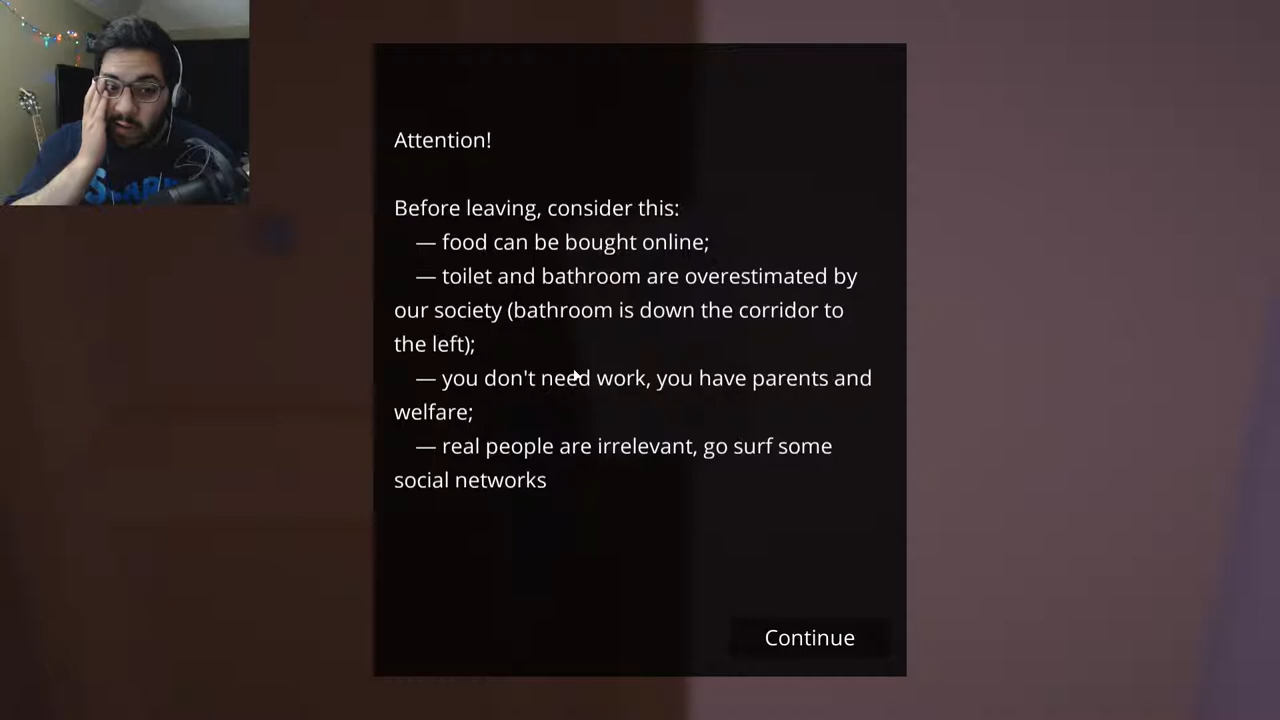 Attention!
Before leaving, consider this:
— food can be bought online;
— toilet and bathroom are overestimated by
our society (bathroom is down the corridor to
the left);
— you don't need work, you have parents and
welfare;
— real people are irrelevant, go surf some
social networks
Continue